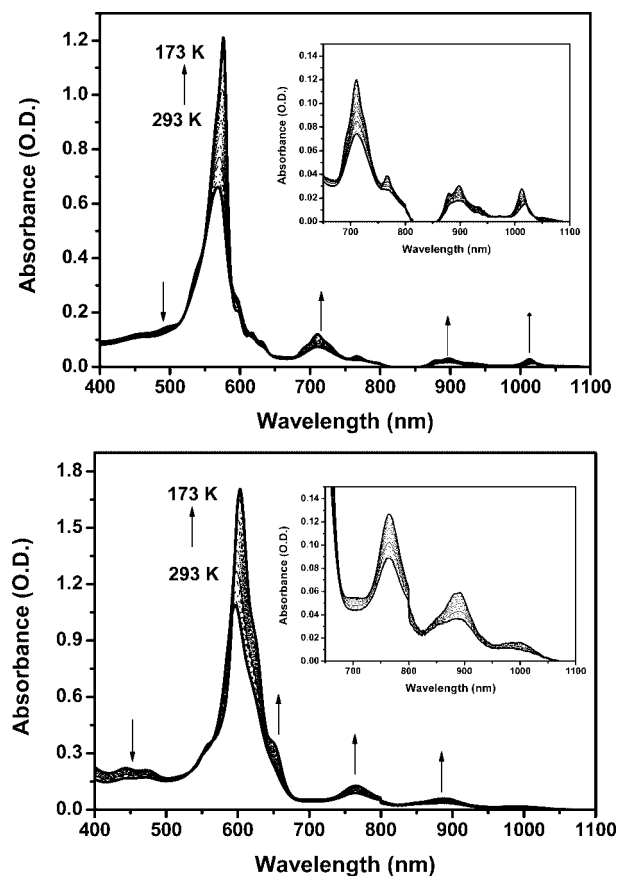 1.2
1.0
0.8
0.6
0.4
0.2
0.0
Absorbance (O.D.)
173 K
293 K
400 500 600 700 800 900 1000 1100
Wavelength (nm)
0.14
0.12
0.10
0.08
0.06
0.04
0.02
0.00
Absorbance (O.D.)
700 800 900 1000 1100
Wavelength (nm)
1.8
1.5
1.2
0.9
0.6
0.3
0.0
Absorbance (O.D.)
173 K
293 K
400 500 600 700 800 900 1000 1100
Wavelength (nm)
0.14
0.12
0.10
0.08
0.06
0.04
0.02
0.00
Absorbance (O.D.)
700 800 900 1000 1100
Wavelength (nm)